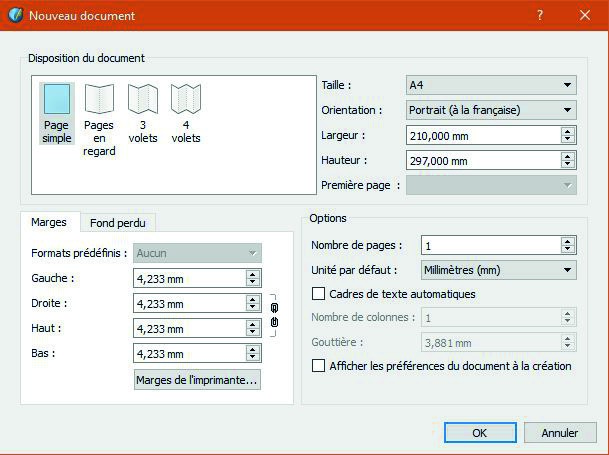 Nouveau document
?
Disposition du document
Page simple
Pages en regard
3 volets
4 volets
Taille : A4
Orientation : Portrait (à la française)
Largeur : 210,000 mm
Hauteur : 297,000 mm
Première page :
Marges Fond perdu
Formats prédéfinis : Aucun
Gauche : 4,233 mm
Droite : 4,233 mm
Haut : 4,233 mm
Bas : 4,233 mm
Marges de l'imprimante...
Options
Nombre de pages : 1
Unité par défaut : Millimètres (mm)
Cadres de texte automatiques
Nombre de colonnes : 1
Gouttière : 3,881 mm
Afficher les préférences du document à la création
OK Annuler